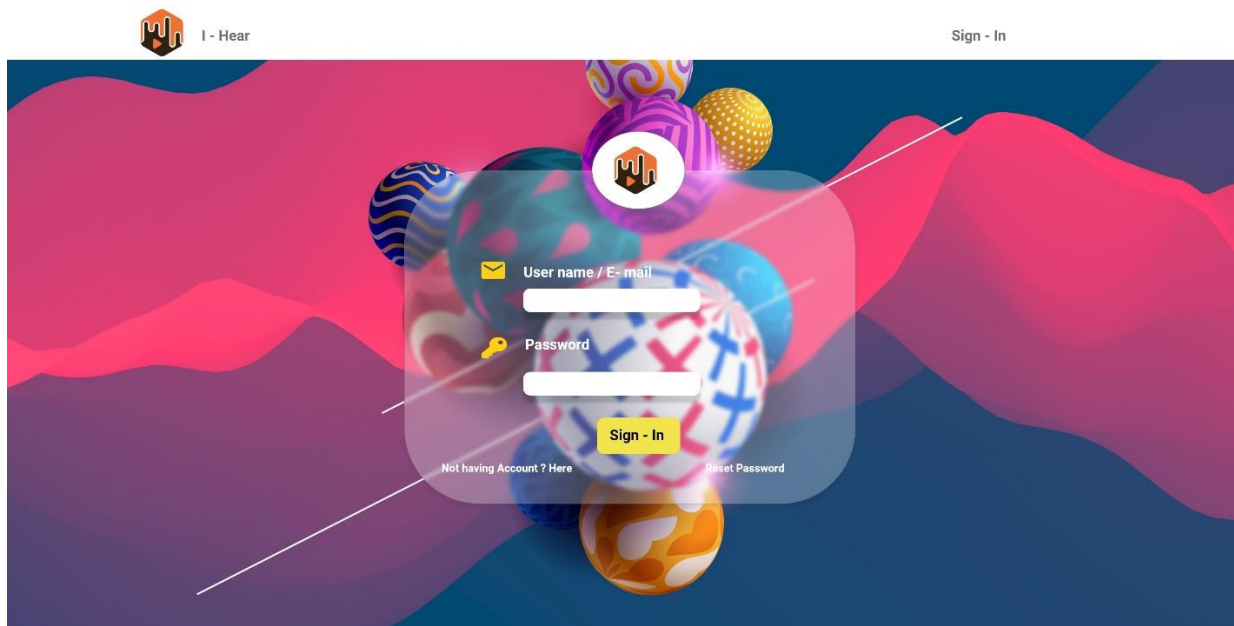 I - Hear
Sign - In
User name / E- mail
Password
Sign - In
Not having Account ? Here
Reset Password